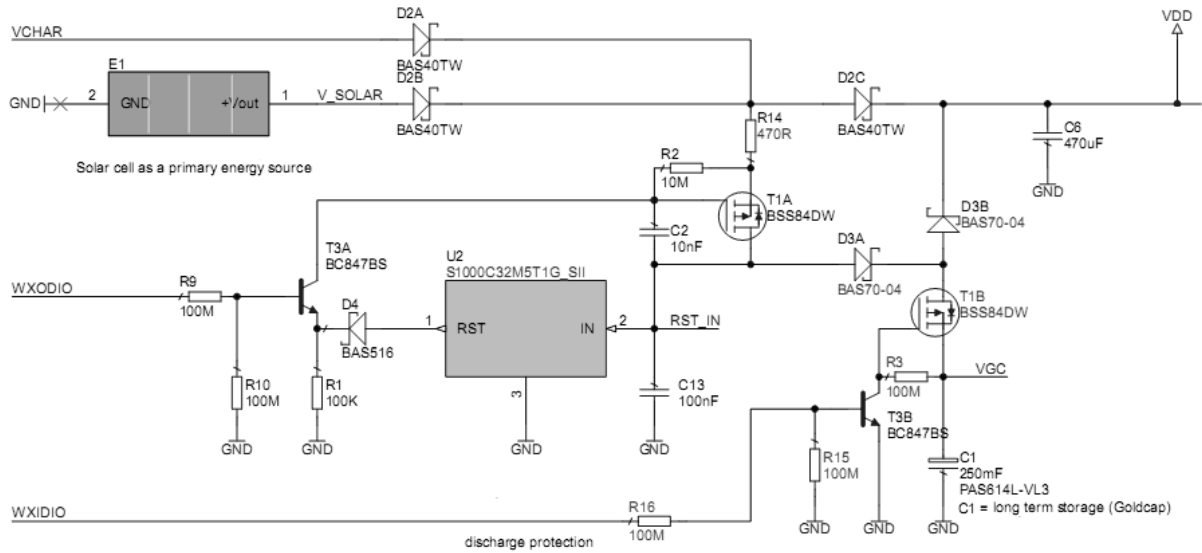 VDD
D2A
VCHAR
BAS40TW
E1
D2B
D2C
GND 2 GND +Vout 1 V_SOLAR
BAS40TW
BAS40TW
R14
470R
C6
470uF
Solar cell as a primary energy source
R2
10M
GND
T1A
BSS84DW
D3B
BAS70-04
C2
10nF
T3A
BC847BS
U2
S1000C32M5T1G_SII
D3A
BAS70-04
WXODIO
R9
100M
D4
BAS516
1 RST IN 2 RST_IN
T1B
BSS84DW
R3
100M
VGC
R10
100M
R1
100K
3
C13
100nF
T3B
BC847BS
GND
GND
GND
GND
R15
100M
C1
250mF
PAS614L-VL3
C1 = long term storage (Goldcap)
WXIDIO
R16
100M
GND
GND
GND
discharge protection